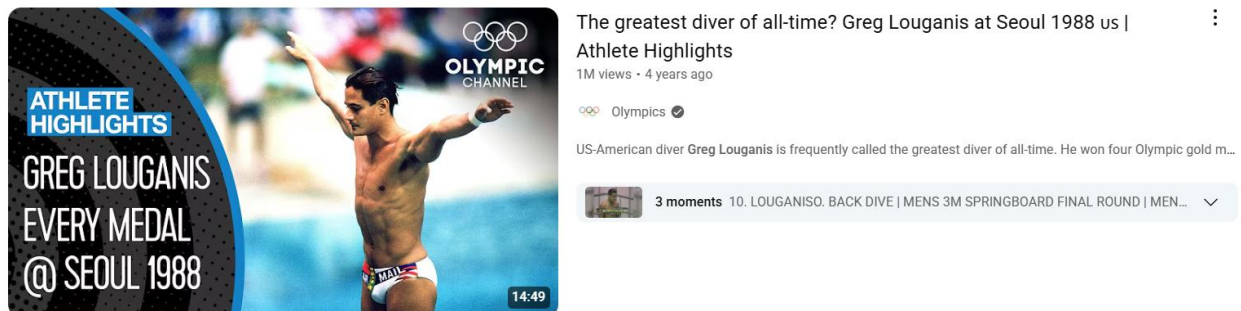 OLYMPIC
CHANNEL
ATHLETE
HIGHLIGHTS
GREG LOUGANIS
EVERY MEDAL
@ SEOUL 1988
MAIL
14:49
The greatest diver of all-time? Greg Louganis at Seoul 1988 us |
Athlete Highlights
1M views • 4 years ago
Olympics
US-American diver Greg Louganis is frequently called the greatest diver of all-time. He won four Olympic gold m...
3 moments 10. LOUGANISO. BACK DIVE | MENS 3M SPRINGBOARD FINAL ROUND | MEN...